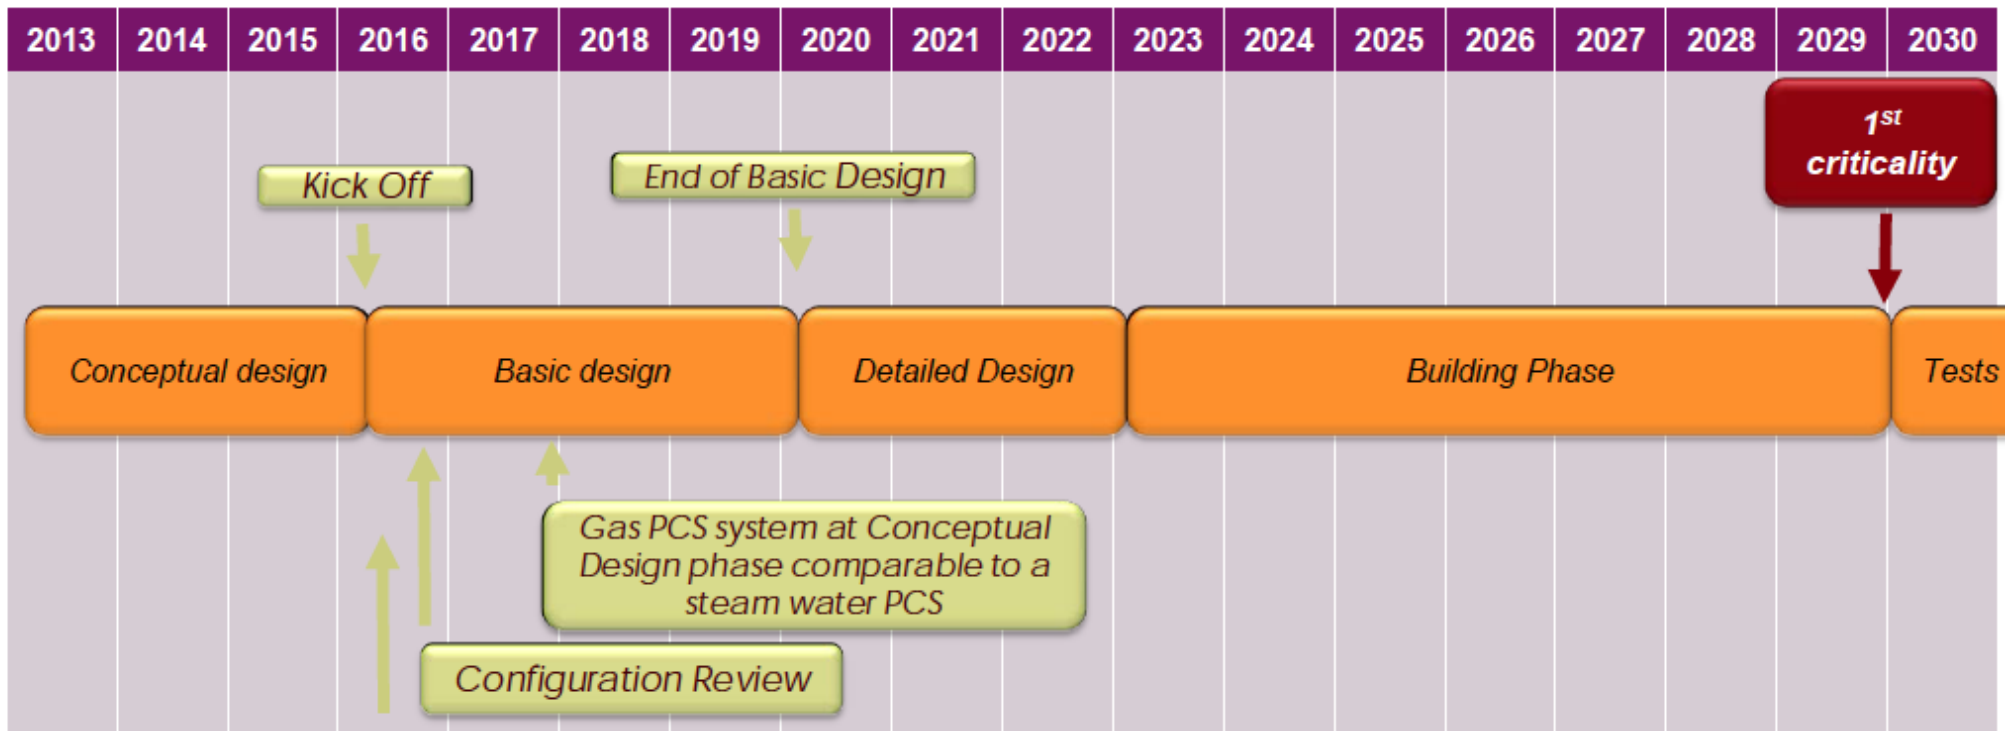 2013 2014 2015 2016 2017 2018 2019 2020 2021 2022 2023 2024 2025 2026 2027 2028 2029 2030
1st
criticality
Kick Off
End of Basic Design
Conceptual design
Basic design
Detailed Design
Building Phase
Tests
Gas PCS system at Conceptual
Design phase comparable to a
steam water PCS
Configuration Review